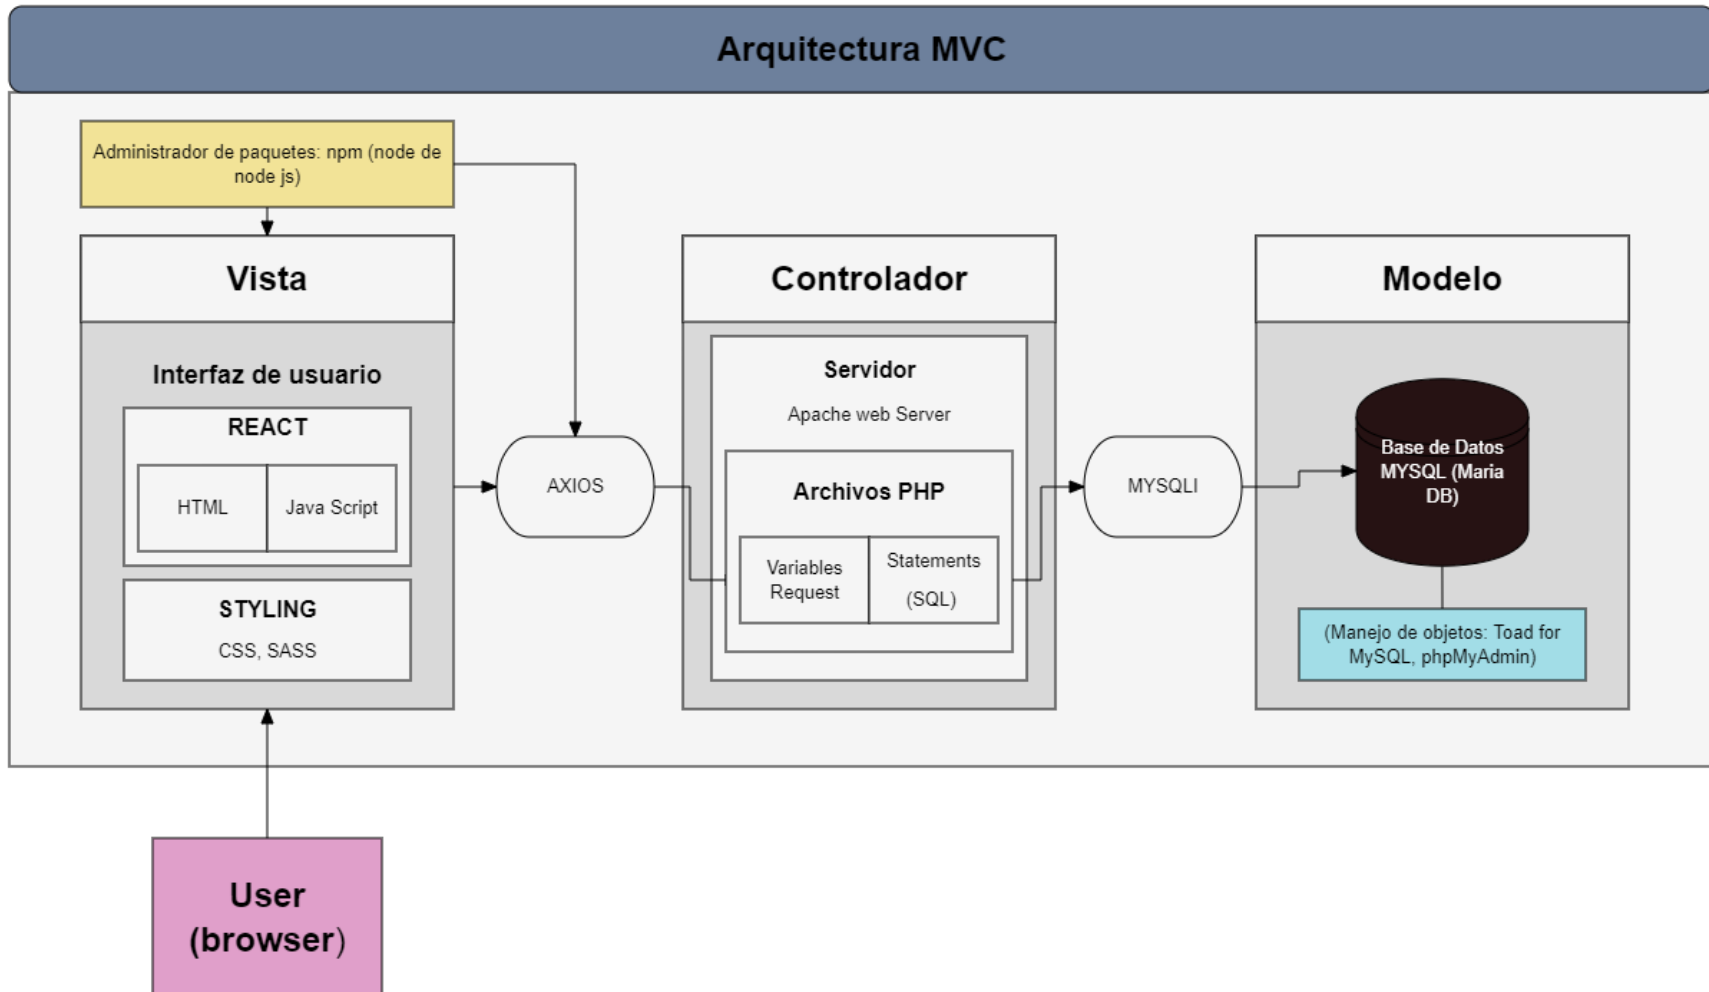 Arquitectura MVC
Administrador de paquetes: npm (node de
node js)
Vista
Interfaz de usuario
REACT
HTML
Java Script
STYLING
CSS, SASS
AXIOS
Controlador
Servidor
Apache web Server
Archivos PHP
Variables
Request
Statements
(SQL)
MYSQLI
Modelo
Base de Datos
MYSQL (Maria
DB)
(Manejo de objetos: Toad for
MySQL, phpMyAdmin)
User
(browser)